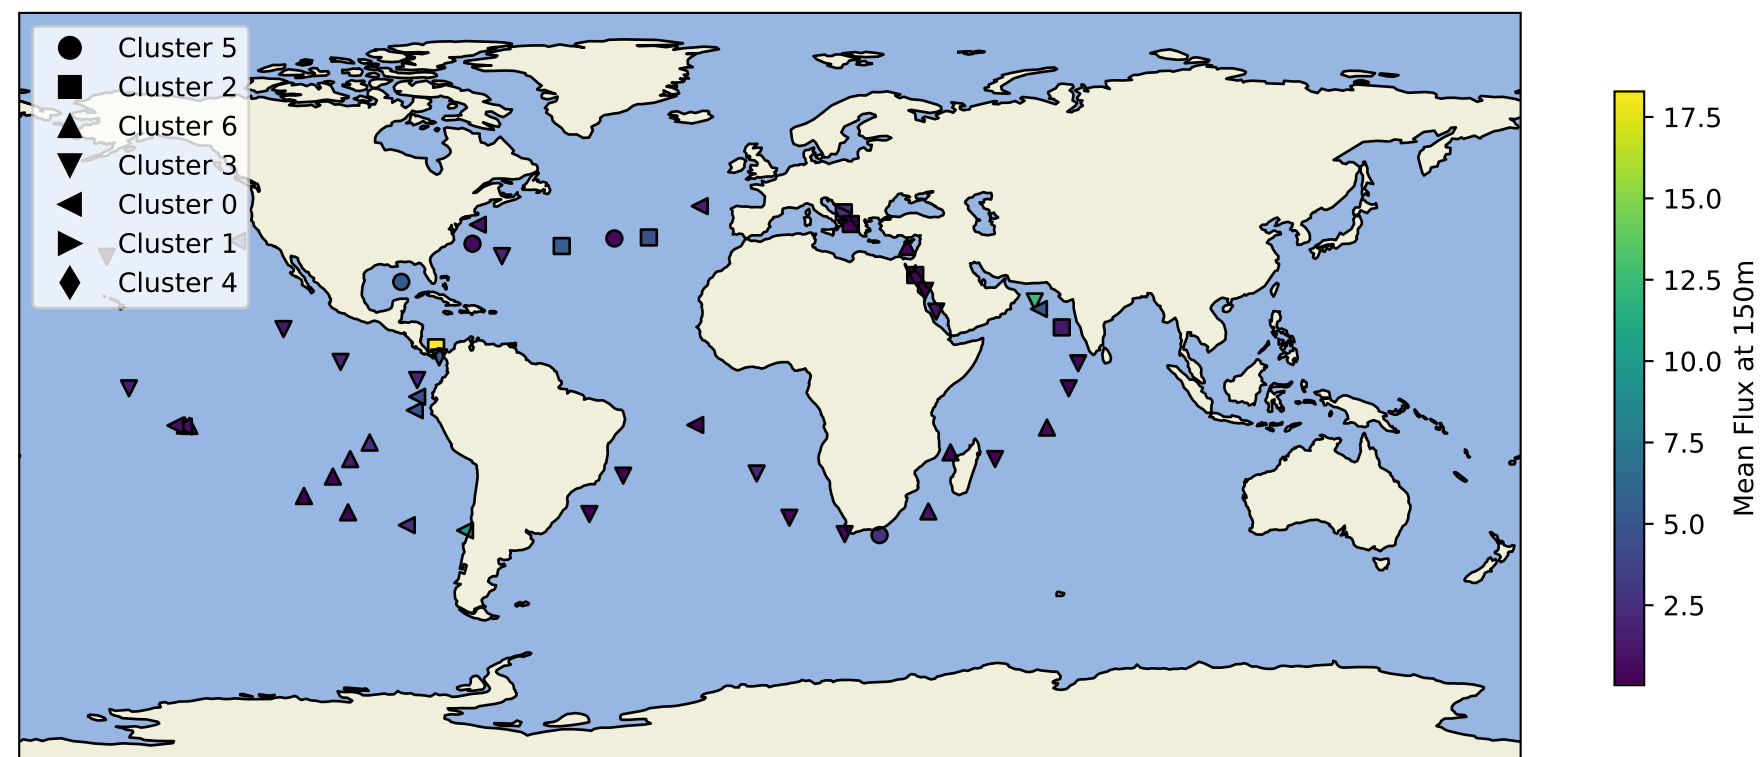 Cluster 5
Cluster 2
Cluster 6
Cluster 3
Cluster 0
Cluster 1
Cluster 4
17.5
15.0
12.5
10.0
7.5
5.0
2.5
Mean Flux at 150m